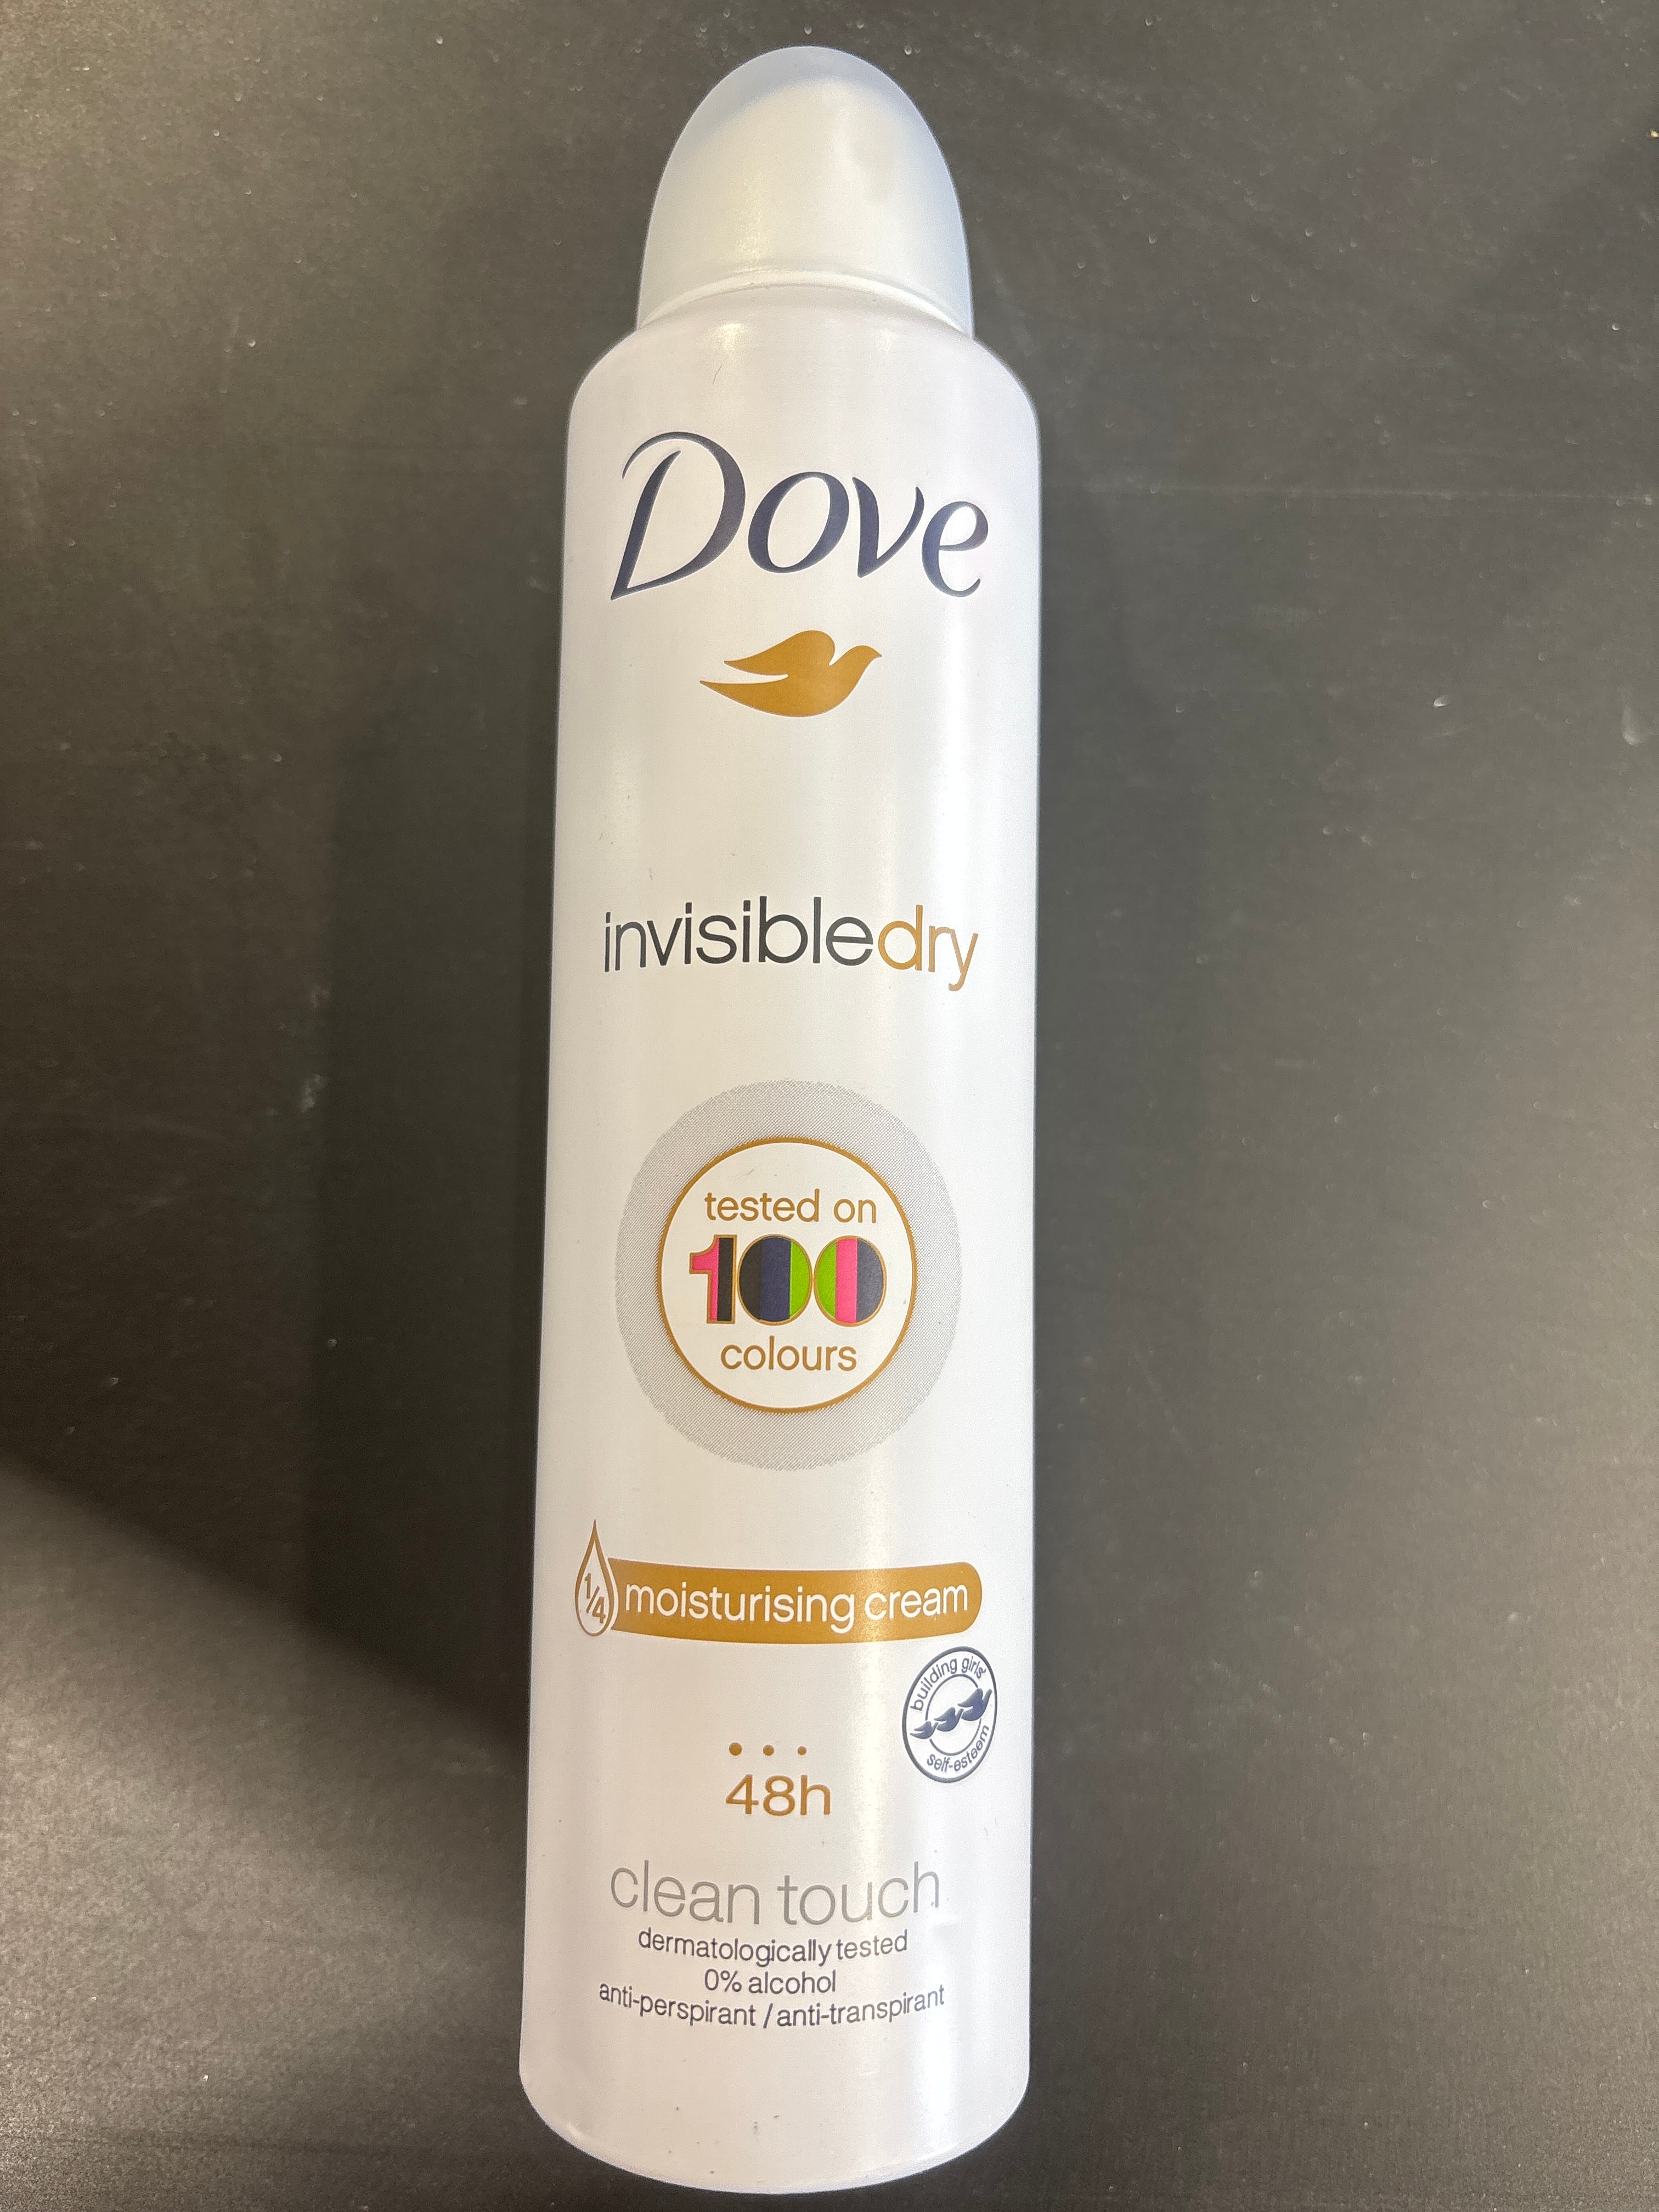 Dove
invisibledry
tested on
100
colours
1/4 moisturising cream
building girls'
self-esteem
48h
clean touch
dermatologically tested
0% alcohol
anti-perspirant / anti-transpirant